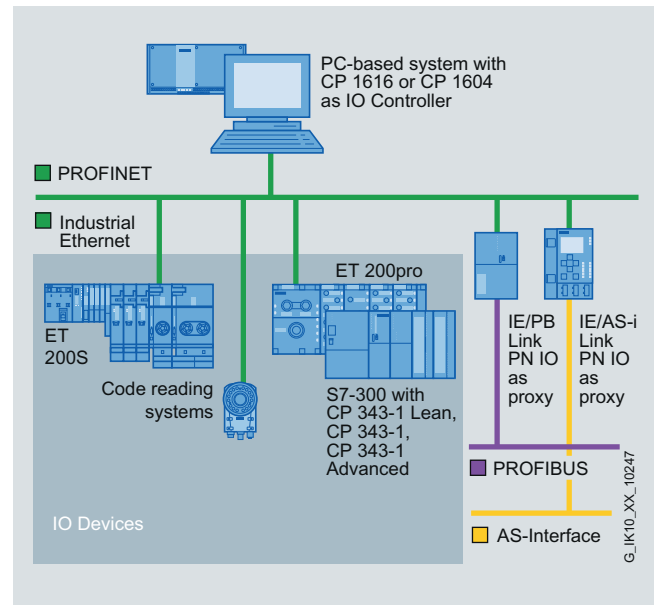 PC-based system with
CP 1616 or CP 1604
as IO Controller
PROFINET
Industrial
Ethernet
ET 200pro
ET
200S
Code reading
systems
S7-300 with
CP 343-1 Lean,
CP 343-1,
CP 343-1
Advanced
IE/PB
Link
PN IO
as
proxy
IE/AS-i
Link
PN IO
as
proxy
PROFIBUS
IO Devices
AS-Interface
G_IK10_XX_10247